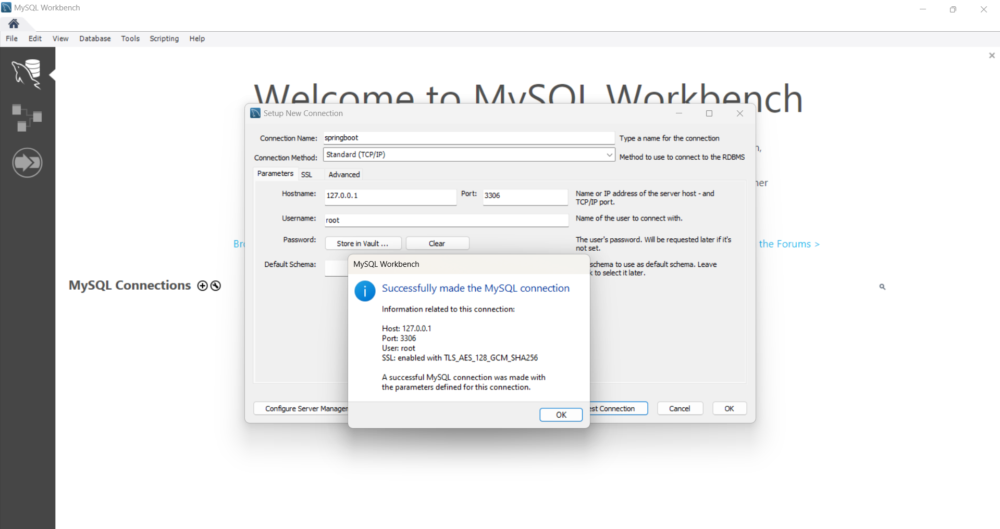 MySQL Workbench
File Edit View Database Tools Scripting Help
Welcome to MySQL Workbench
Setup New Connection
Connection Name: springboot Type a name for the connection
Connection Method: Standard (TCP/IP) Method to use to connect to the RDBMS
Parameters SSL Advanced
Hostname: 127.0.0.1 Port: 3306 Name or IP address of the server host - and
TCP/IP port.
Username: root Name of the user to connect with.
Password: Store in Vault ... Clear The user's password. Will be requested later if it's
not set.
the Forums >
Default Schema: schema to use as default schema. Leave
to select it later.
MySQL Workbench
Successfully made the MySQL connection
Information related to this connection:
Host: 127.0.0.1
Port: 3306
User: root
SSL: enabled with TLS_AES_128_GCM_SHA256
A successful MySQL connection was made with
the parameters defined for this connection.
OK
Configure Server Connection Cancel OK
MySQL Connections